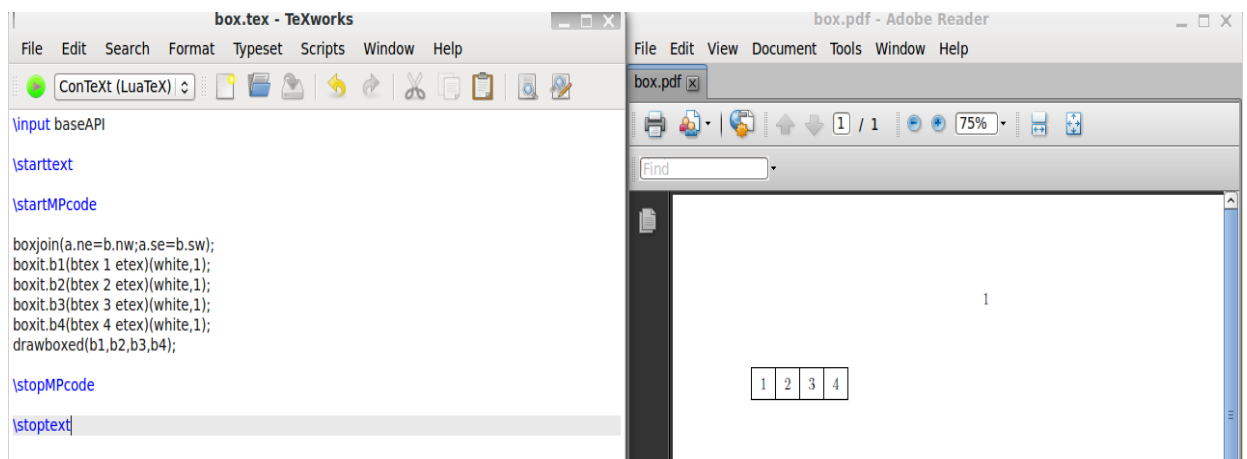 box.tex - TeXworks
File Edit Search Format Typeset Scripts Window Help
ConTeXt (LuaTeX)
\input baseAPI
\starttext
\startMPcode
boxjoin(a.ne=b.nw;a.se=b.sw);
boxit.b1(btex 1 etex)(white,1);
boxit.b2(btex 2 etex)(white,1);
boxit.b3(btex 3 etex)(white,1);
boxit.b4(btex 4 etex)(white,1);
drawboxed(b1,b2,b3,b4);
\stopMPcode
\stoptext
box.pdf - Adobe Reader
File Edit View Document Tools Window Help
box.pdf
1 / 1 75%
Find
1
1 2 3 4